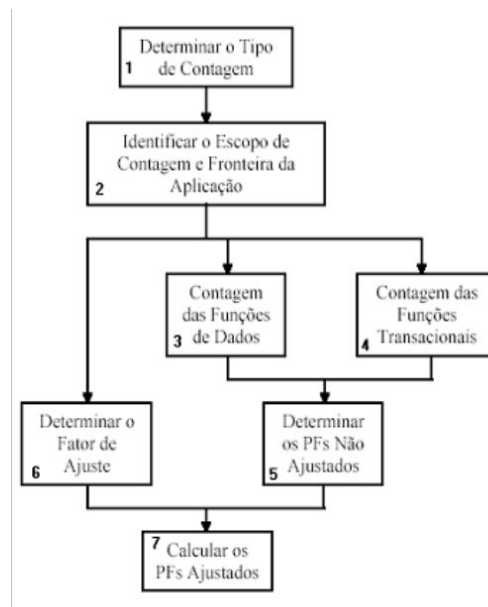 Determinar o Tipo
1 de Contagem
Identificar o Escopo de
Contagem e Fronteira da
Aplicação
2
Contagem
das Funções
3 de Dados
Contagem das
Funções
4 Transacionais
Determinar o
Fator de
Ajuste
6
Determinar
os PFs Não
Ajustados
5
7 Calcular os
PFs Ajustados